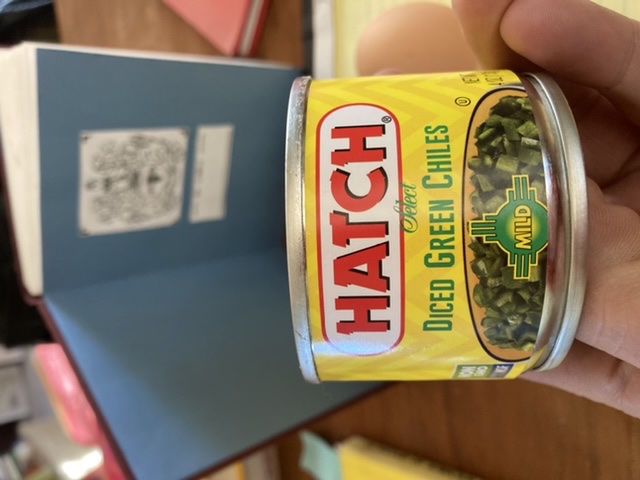 HATCH®
Select
DICED GREEN CHILES
MILD